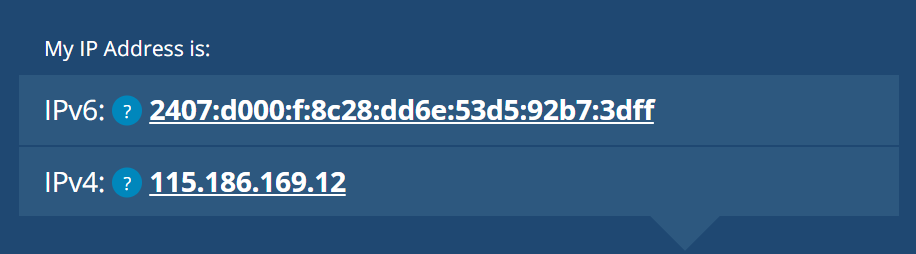 My IP Address is:
IPv6: ? 2407:d000:f:8c28:dd6e:53d5:92b7:3dff
IPv4: ? 115.186.169.12